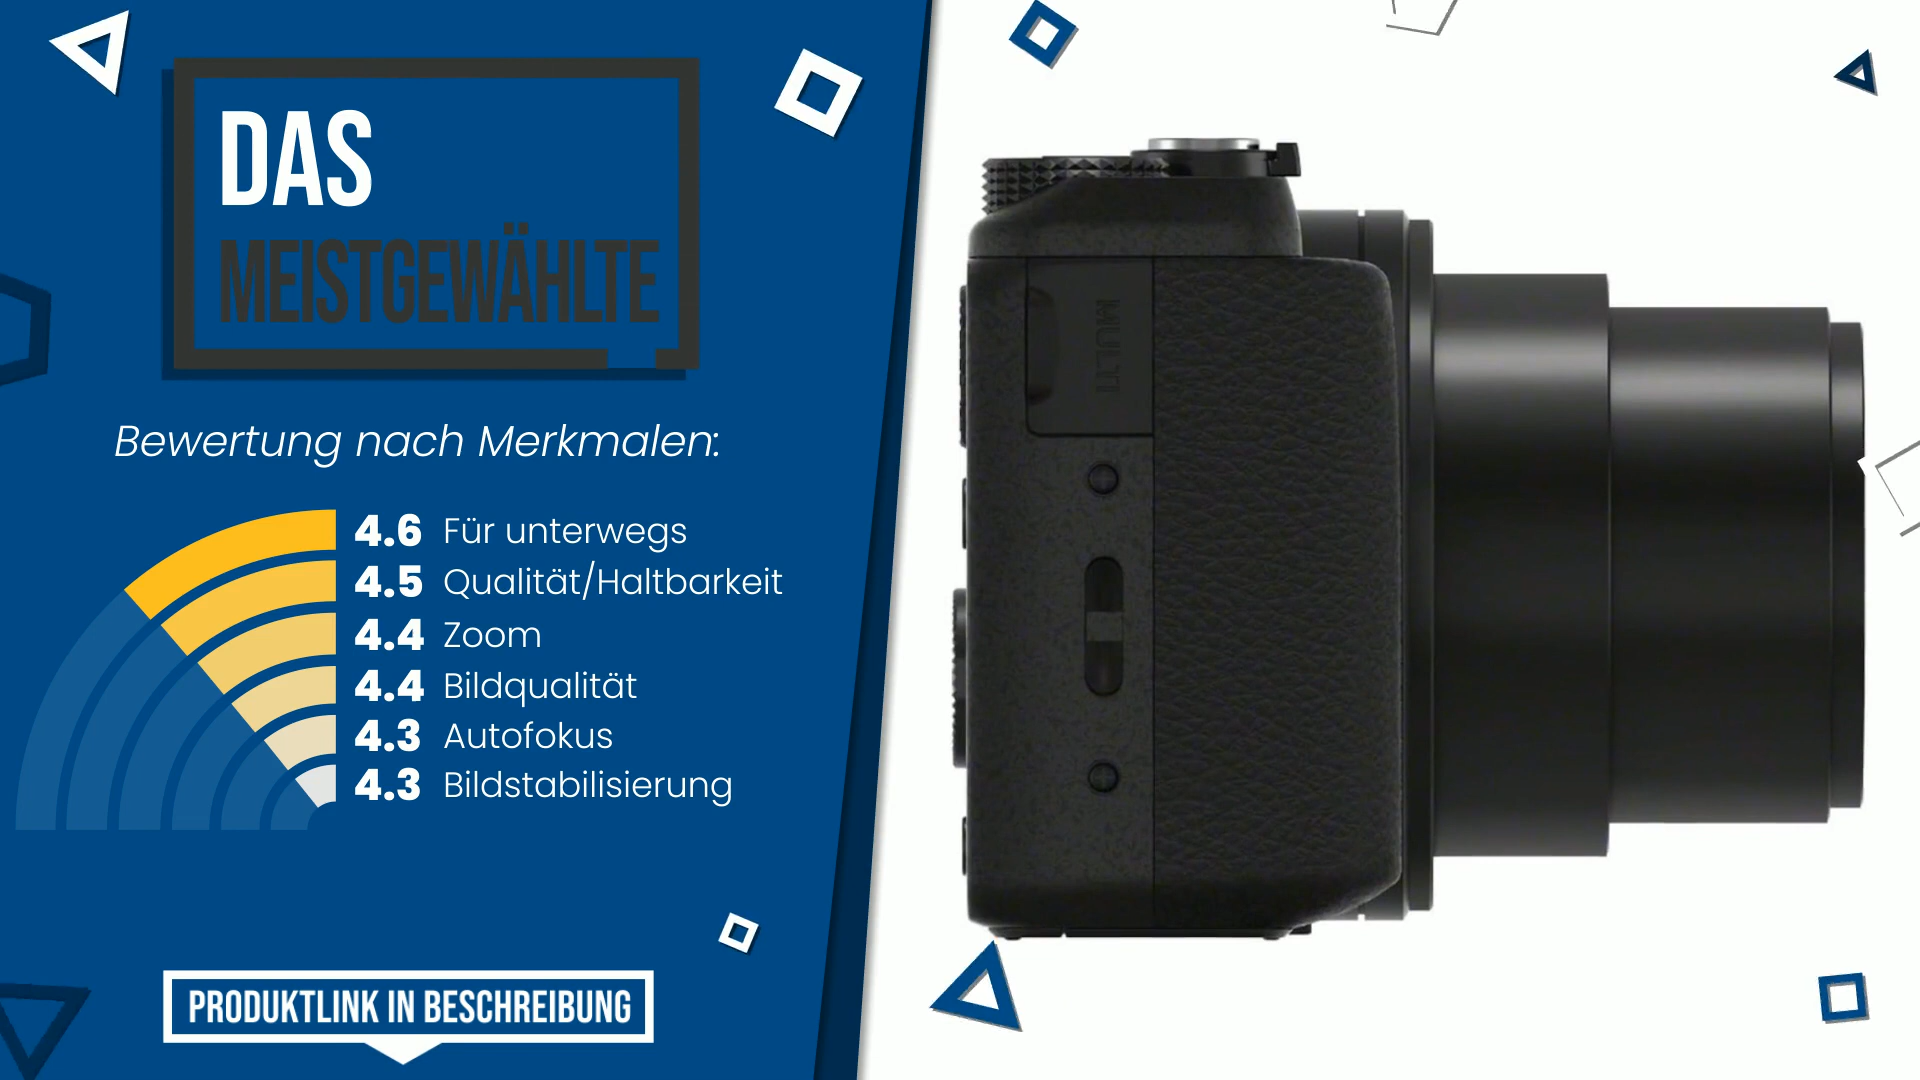 DAS
MEISTGEWÄHLTE
Bewertung nach Merkmalen:
4.6 Für unterwegs
4.5 Qualität/Haltbarkeit
4.4 Zoom
4.4 Bildqualität
4.3 Autofokus
4.3 Bildstabilisierung
PRODUKTLINK IN BESCHREIBUNG
MULTI